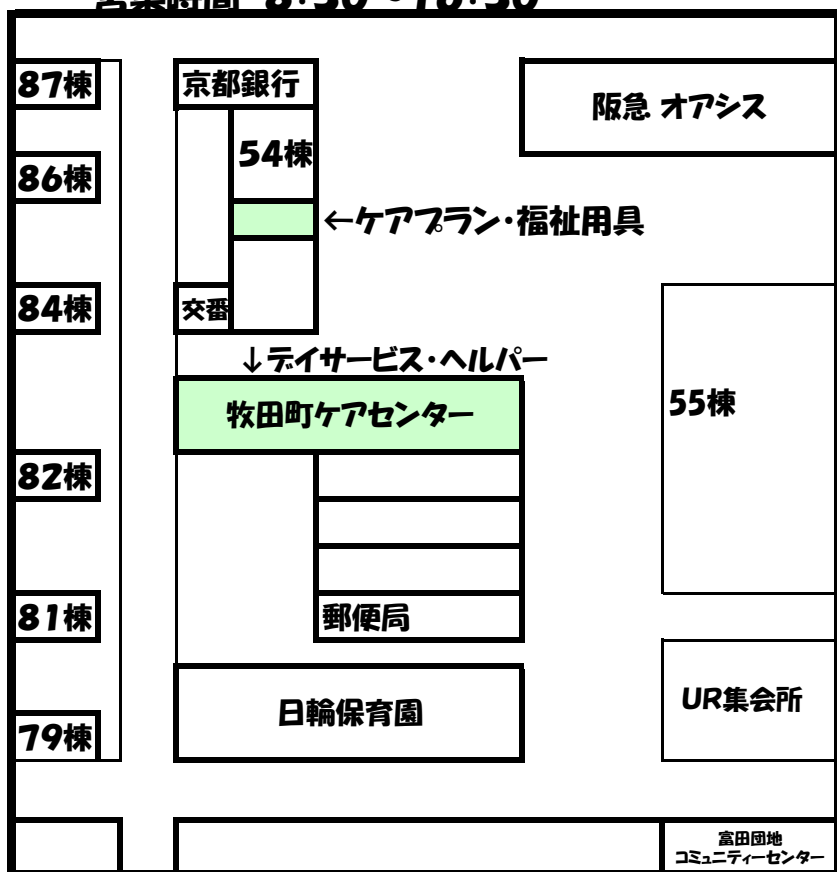 87棟
京都銀行
阪急 オアシス
54棟
86棟
←ケアプラン・福祉用具
84棟
交番
↓デイサービス・ヘルパー
牧田町ケアセンター
55棟
82棟
81棟
郵便局
日輪保育園
UR集会所
79棟
富田団地
コミュニティーセンター